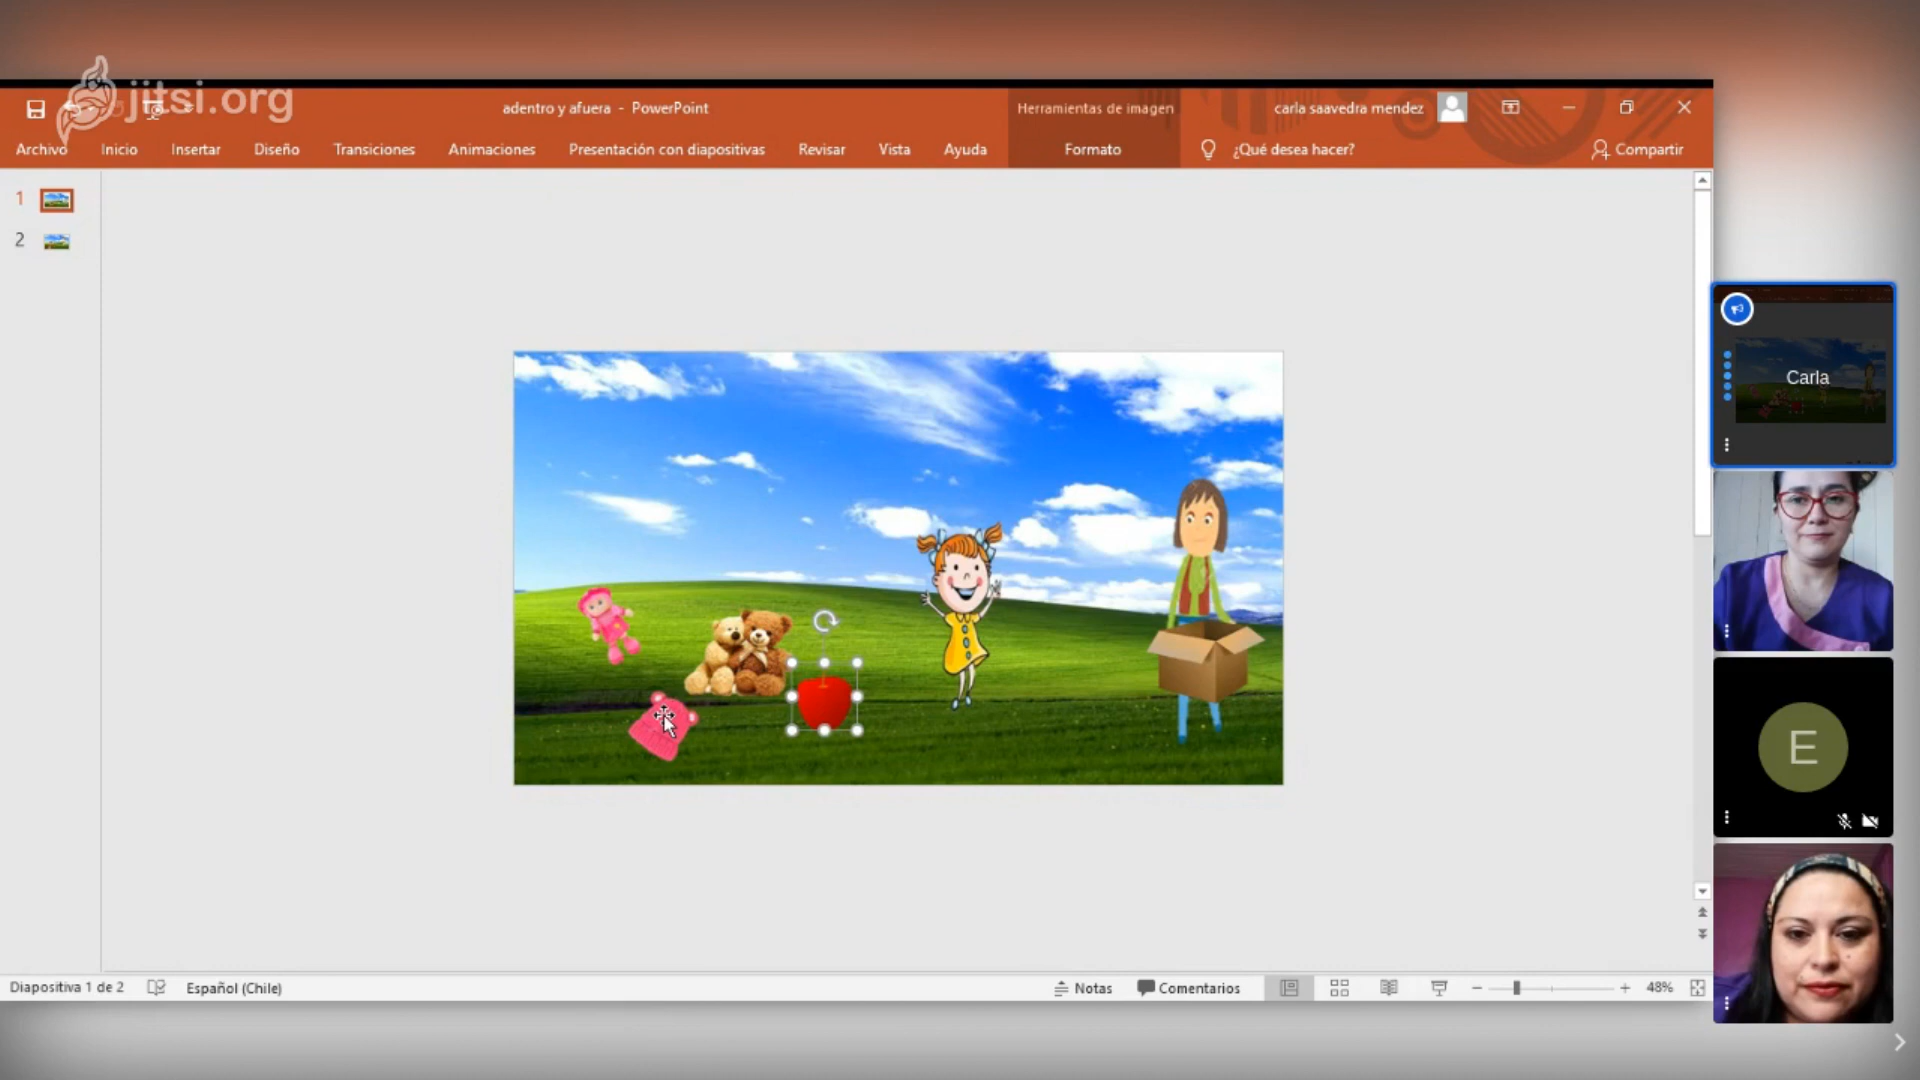 jitsi.org
adentro y afuera - PowerPoint
Herramientas de imagen
carla saavedra mendez
Archivo Inicio Insertar Diseño Transiciones Animaciones Presentación con diapositivas Revisar Vista Ayuda Formato ¿Qué desea hacer? Compartir
1
2
Carla
E
Diapositiva 1 de 2 Español (Chile) Notas Comentarios 48%